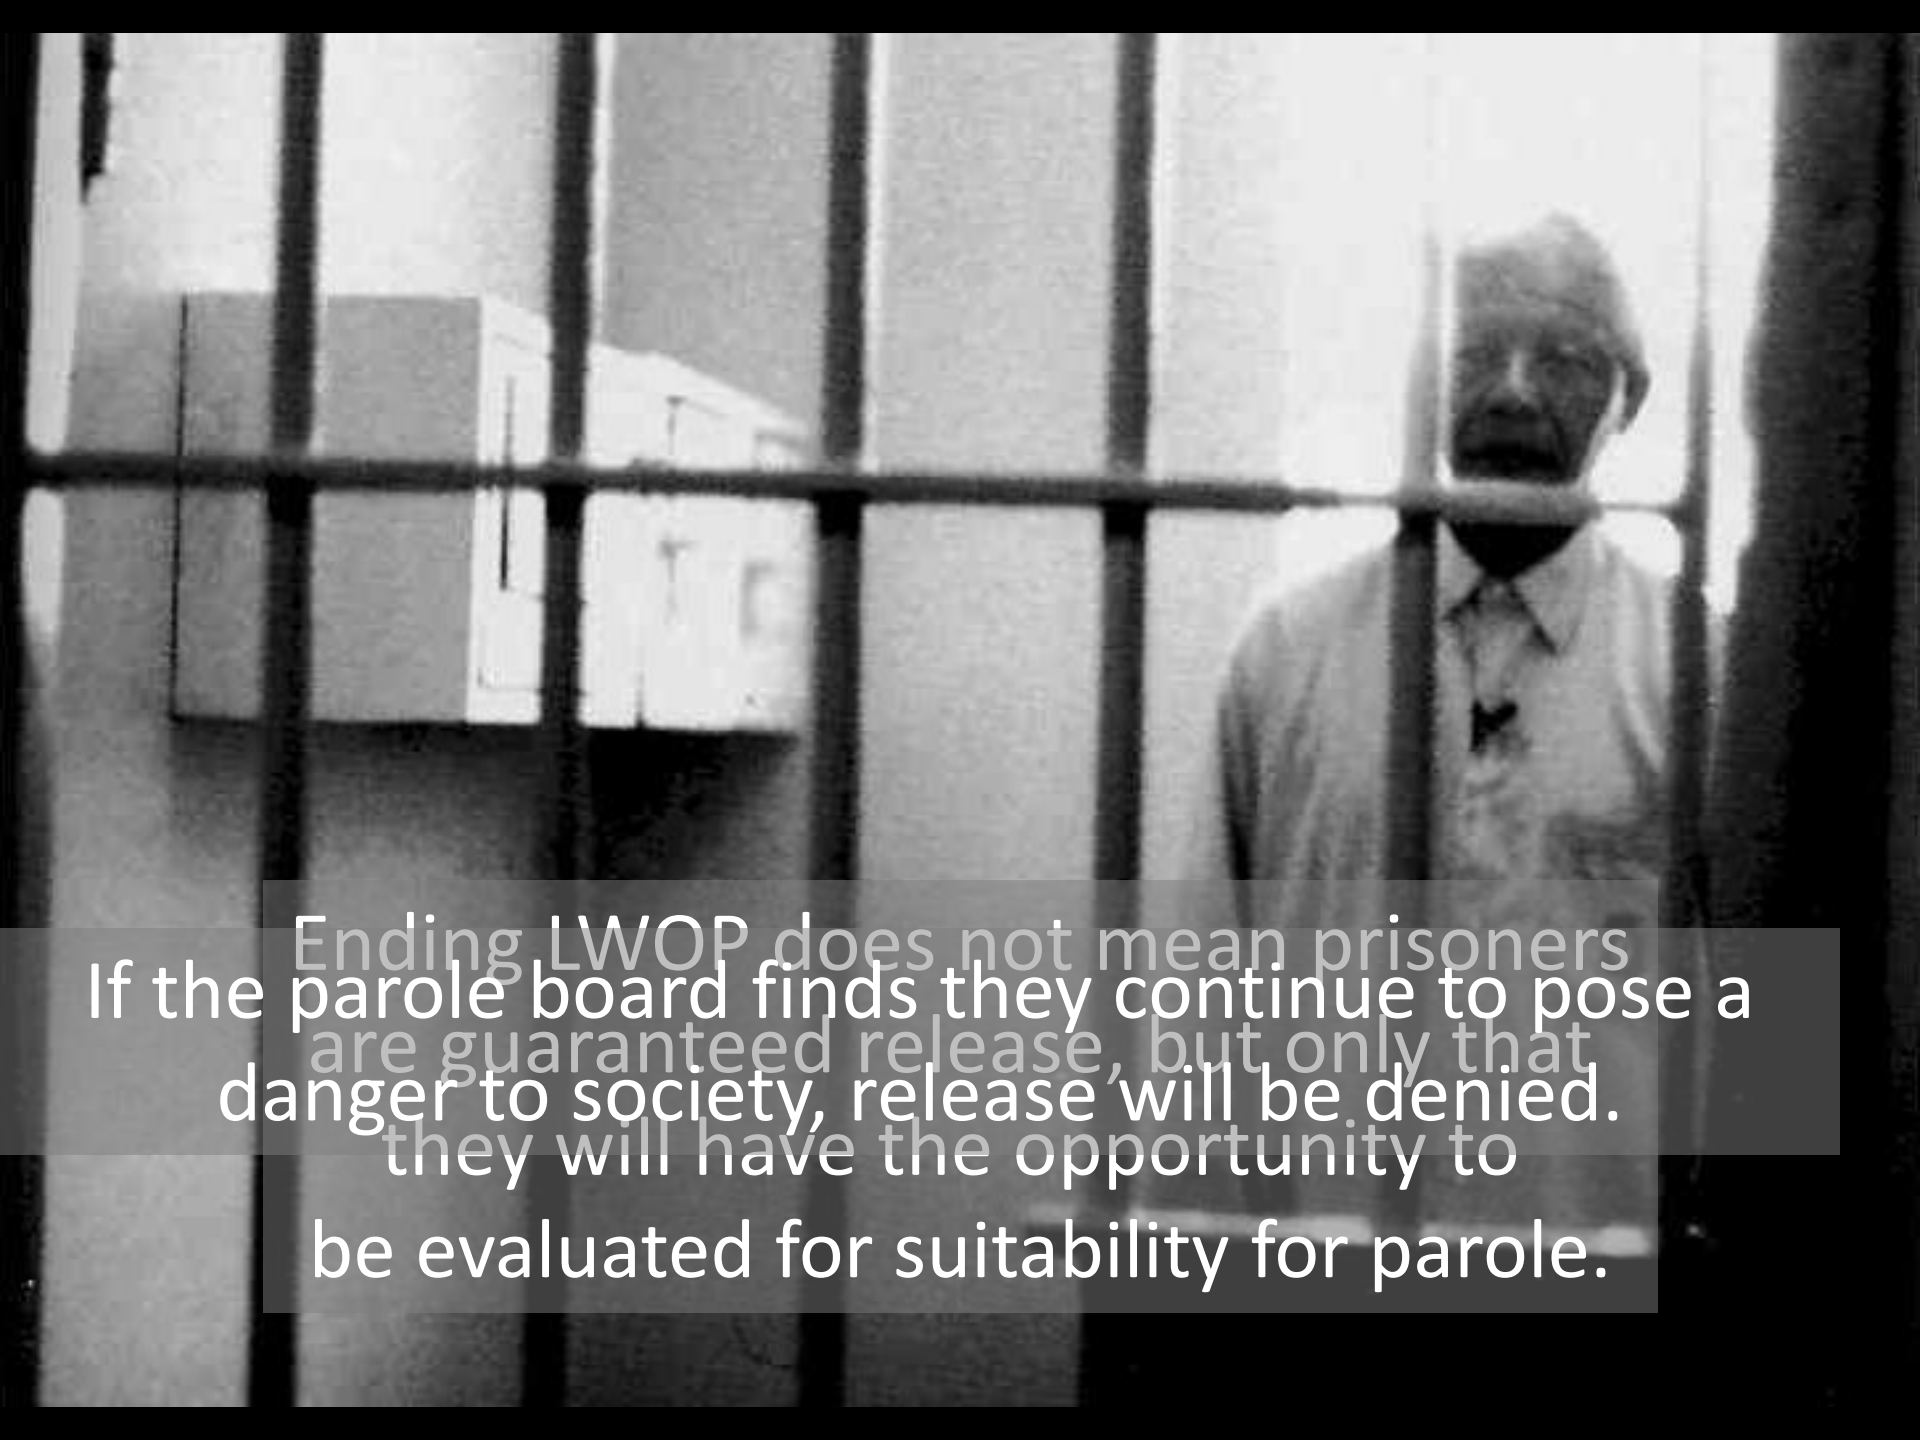 Ending LWOP does not mean prisoners
are guaranteed release, but only that
they will have the opportunity to
be evaluated for suitability for parole.
If the parole board finds they continue to pose a
danger to society, release will be denied.